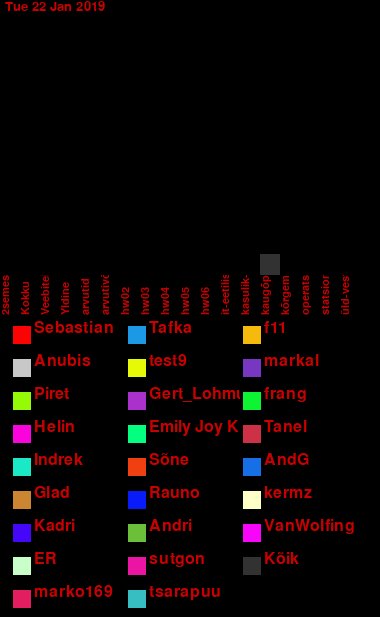 Tue 22 Jan 2019
2semes
Kokku
Veebite
Yldine
arvutid
arvutivč
hw02
hw03
hw04
hw05
hw06
it-eetilis
kasulik-
kaugõp
kõrgem
operats
statsior
üld-ves
Sebastian Tafka f11
Anubis test9 markal
Piret Gert_Lohmu frang
Helin Emily Joy K Tanel
Indrek Sõne AndG
Glad Rauno kermz
Kadri Andri VanWolfing
ER sutgon Kõik
marko169 tsarapuu